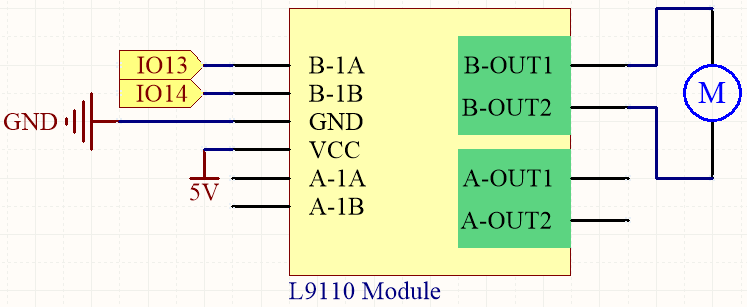 IO13
IO14
GND
5V
B-1A
B-1B
GND
VCC
A-1A
A-1B
B-OUT1
B-OUT2
A-OUT1
A-OUT2
M
L9110 Module